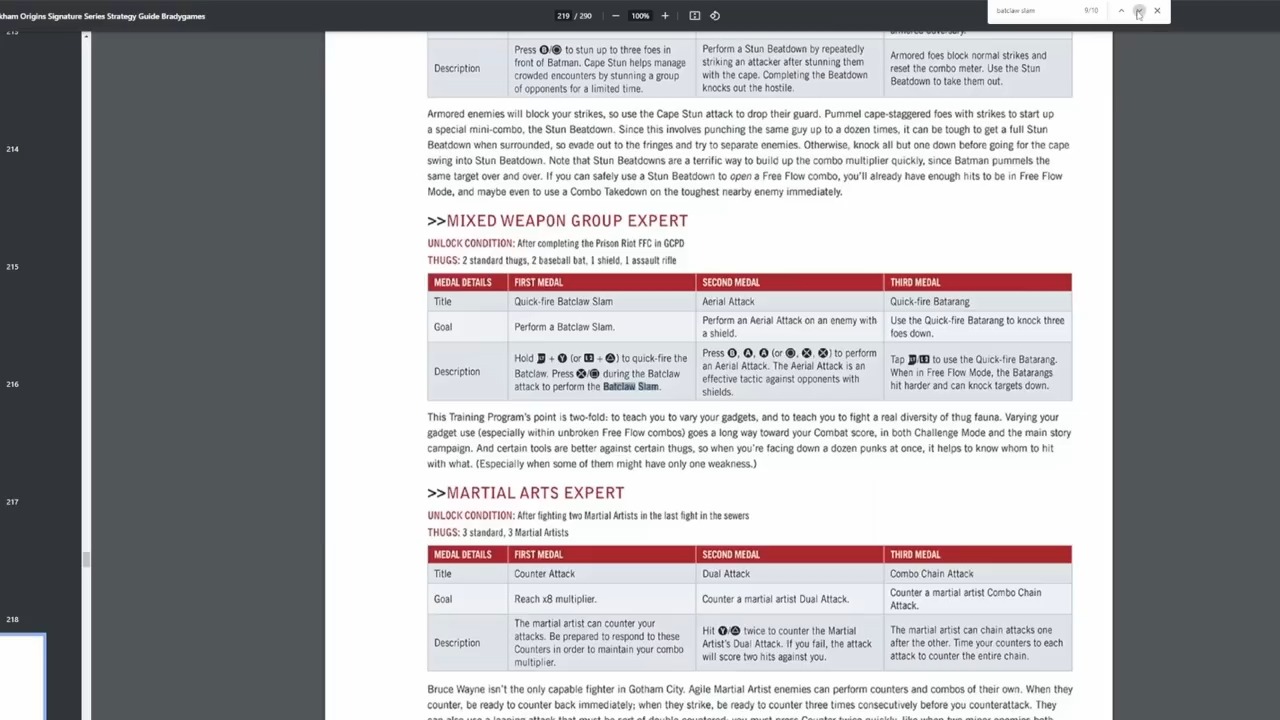 kham Origins Signature Series Strategy Guide Bradygames
219 / 290
100%
batclaw slam
9/10
214
215
216
217
218
Description
Press B/○ to stun up to three foes in
front of Batman. Cape Stun helps manage
crowded encounters by stunning a group
of opponents for a limited time.
Perform a Stun Beatdown by repeatedly
striking an attacker after stunning them
with the cape. Completing the Beatdown
knocks out the hostile.
Armored foes block normal strikes and
reset the combo meter. Use the Stun
Beatdown to take them out.
Armored enemies will block your strikes, so use the Cape Stun attack to drop their guard. Pummel cape-staggered foes with strikes to start up
a special mini-combo, the Stun Beatdown. Since this involves punching the same guy up to a dozen times, it can be tough to get a full Stun
Beatdown when surrounded, so evade out to the fringes and try to separate enemies. Otherwise, knock all but one down before going for the cape
swing into Stun Beatdown. Note that Stun Beatdowns are a terrific way to build up the combo multiplier quickly, since Batman pummels the
same target over and over. If you can safely use a Stun Beatdown to open a Free Flow combo, you'll already have enough hits to be in Free Flow
Mode, and maybe even to use a Combo Takedown on the toughest nearby enemy immediately.
>>MIXED WEAPON GROUP EXPERT
UNLOCK CONDITION: After completing the Prison Riot FFC in GCPD
THUGS: 2 standard thugs, 2 baseball bat, 1 shield, 1 assault rifle
MEDAL DETAILS FIRST MEDAL SECOND MEDAL THIRD MEDAL
Title Quick-fire Batclaw Slam Aerial Attack Quick-fire Batarang
Goal
Perform a Batclaw Slam.
Perform an Aerial Attack on an enemy with
a shield.
Use the Quick-fire Batarang to knock three
foes down.
Description
Hold + Y (or + △) to quick-fire the
Batclaw. Press during the Batclaw
attack to perform the Batclaw Slam.
Press B, A, A (or ○, ✕, ✕) to perform
an Aerial Attack. The Aerial Attack is an
effective tactic against opponents with
shields.
Tap to use the Quick-fire Batarang.
When in Free Flow Mode, the Batarangs
hit harder and can knock targets down.
This Training Program's point is two-fold: to teach you to vary your gadgets, and to teach you to fight a real diversity of thug fauna. Varying your
gadget use (especially within unbroken Free Flow combos) goes a long way toward your Combat score, in both Challenge Mode and the main story
campaign. And certain tools are better against certain thugs, so when you're facing down a dozen punks at once, it helps to know whom to hit
with what. (Especially when some of them might have only one weakness.)
>>MARTIAL ARTS EXPERT
UNLOCK CONDITION: After fighting two Martial Artists in the last fight in the sewers
THUGS: 3 standard, 3 Martial Artists
MEDAL DETAILS FIRST MEDAL SECOND MEDAL THIRD MEDAL
Title Counter Attack Dual Attack Combo Chain Attack
Goal
Reach x8 multiplier.
Counter a martial artist Dual Attack.
Counter a martial artist Combo Chain
Attack.
Description
The martial artist can counter your
attacks. Be prepared to respond to these
Counters in order to maintain your combo
multiplier.
Hit Y/△ twice to counter the Martial
Artist's Dual Attack. If you fail, the attack
will score two hits against you.
The martial artist can chain attacks one
after the other. Time your counters to each
attack to counter the entire chain.
Bruce Wayne isn't the only capable fighter in Gotham City. Agile Martial Artist enemies can perform counters and combos of their own. When they
counter, be ready to counter back immediately; when they strike, be ready to counter three times consecutively before you counterattack. They